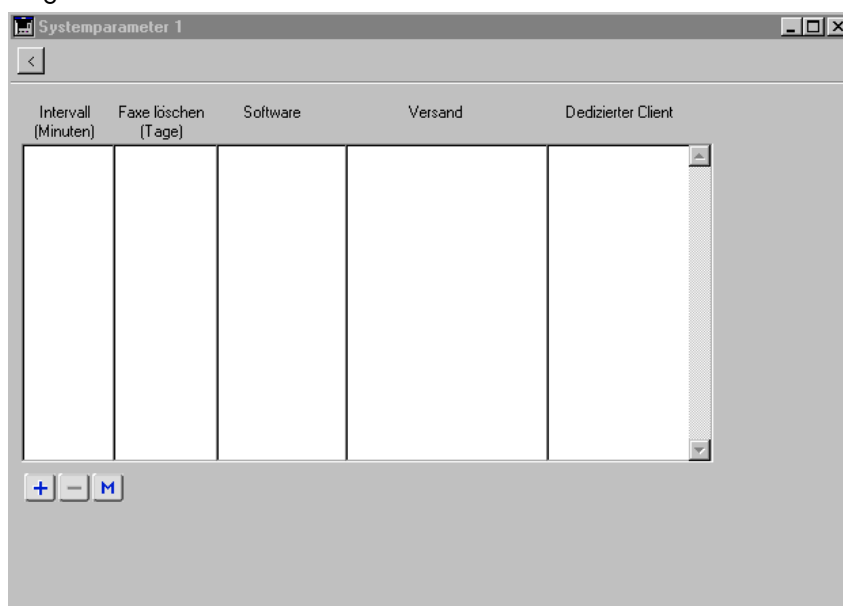 Systemparameter 1
<
Intervall Faxe löschen Software Versand Dedizierter Client
(Minuten) (Tage)
+ − M